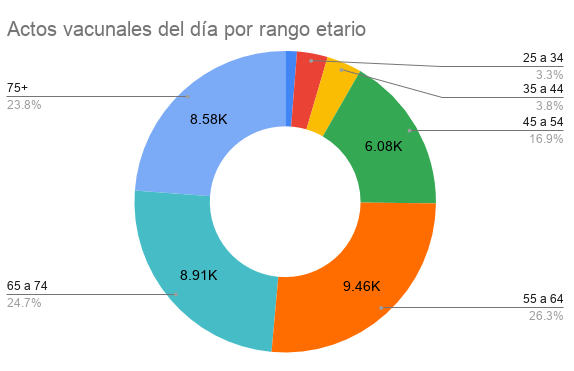 Actos vacunales del día por rango etario
25 a 34
3.3%
35 a 44
3.8%
45 a 54
16.9%
55 a 64
26.3%
65 a 74
24.7%
75+
23.8%
6.08K
9.46K
8.91K
8.58K